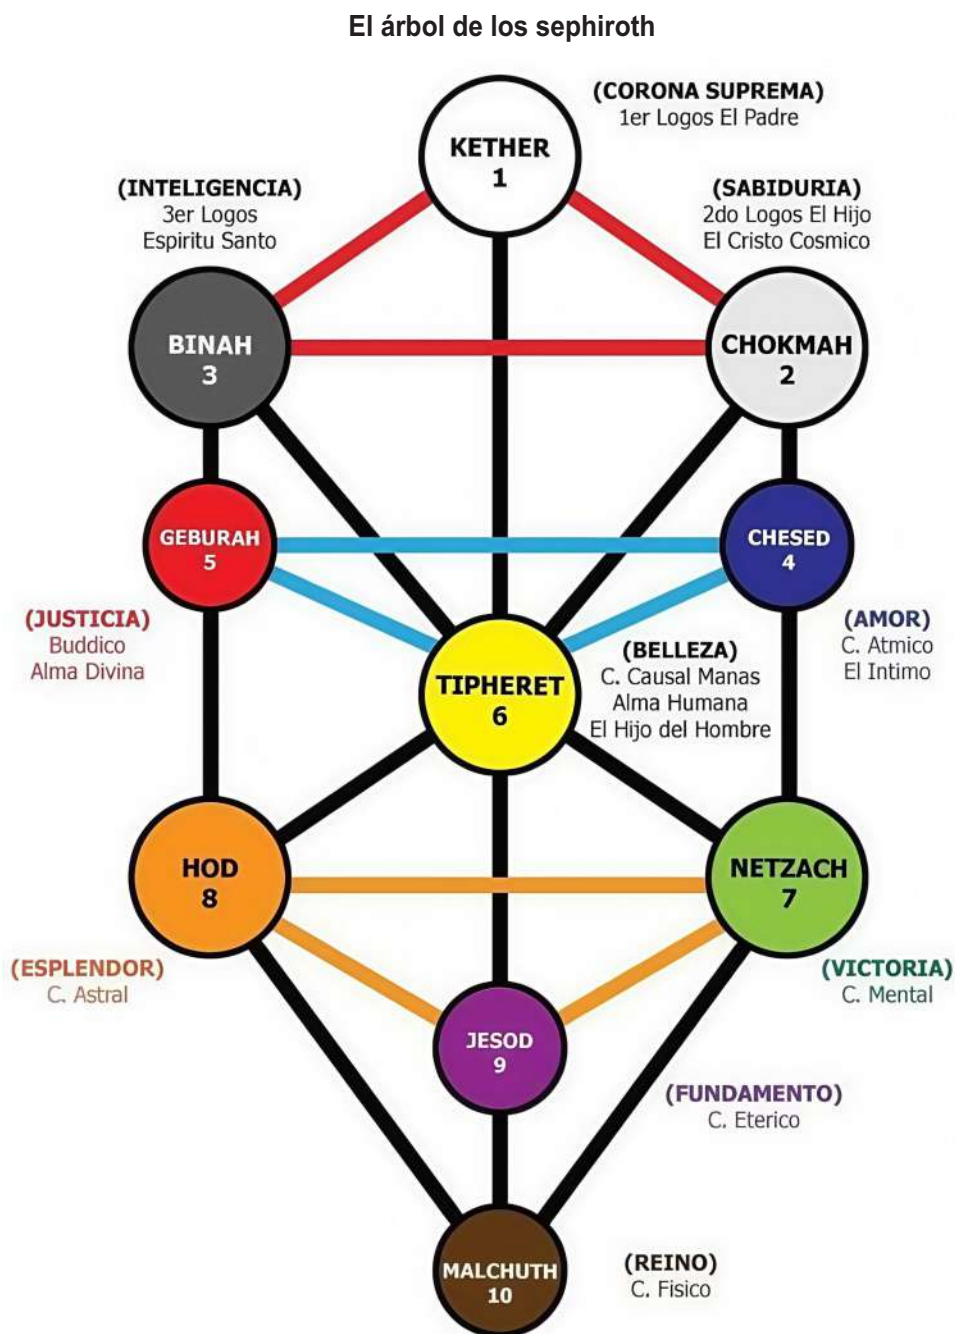 El árbol de los sephiroth
(CORONA SUPREMA)
1er Logos El Padre
KETHER
1
(INTELIGENCIA)
3er Logos
Espiritu Santo
(SABIDURIA)
2do Logos El Hijo
El Cristo Cosmico
BINAH
3
CHOKMAH
2
GEBURAH
5
CHESED
4
(JUSTICIA)
Buddico
Alma Divina
(AMOR)
C. Atmico
El Intimo
TIPHERET
6
(BELLEZA)
C. Causal Manas
Alma Humana
El Hijo del Hombre
HOD
8
NETZACH
7
(ESPLENDOR)
C. Astral
(VICTORIA)
C. Mental
JESOD
9
(FUNDAMENTO)
C. Eterico
MALCHUTH
10
(REINO)
C. Fisico